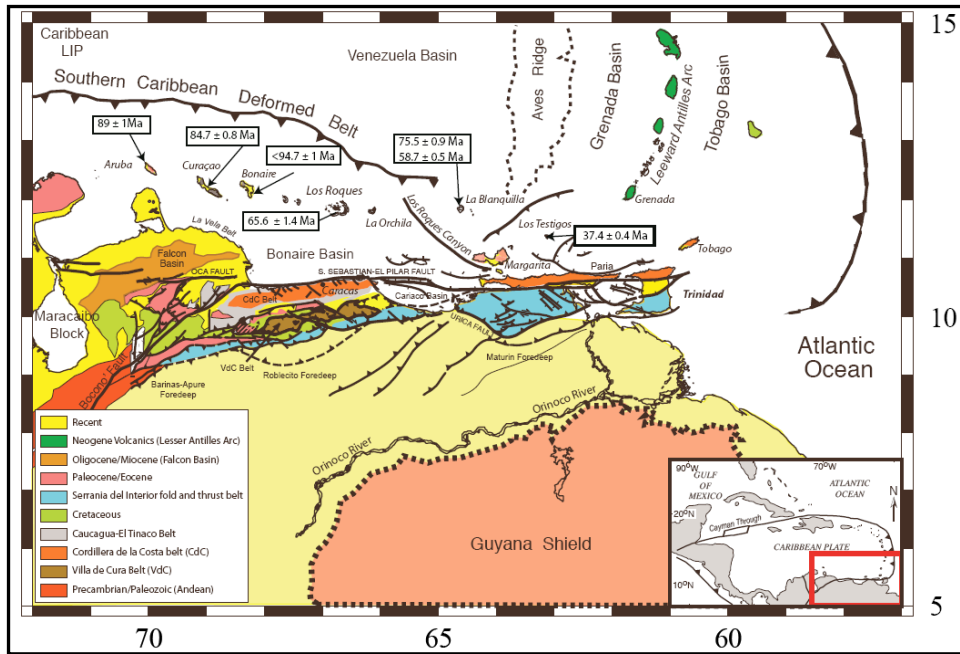 Caribbean
LIP
Venezuela Basin
Southern Caribbean Deformed Belt
Aves Ridge
Grenada Basin
Leeward Antilles Arc
Tobago Basin
89 ± 1Ma
84.7 ± 0.8 Ma
<94.7 ± 1 Ma
75.5 ± 0.9 Ma
58.7 ± 0.5 Ma
65.6 ± 1.4 Ma
37.4 ± 0.4 Ma
Aruba
Curaçao
Bonaire
Los Roques
La Orchila
La Blanquilla
Los Roques Canyon
Los Testigos
Grenada
Tobago
Margarita
Paria
Trinidad
La Vela Belt
Falcon
Basin
Bonaire Basin
OCA FAULT
S. SEBASTIAN-EL PILAR FAULT
CdC Belt
Caracas
Cariaco Basin
Maracaibo
Block
URICA FAULT
Bocono' Fault
VdC Belt
Roblecito Foredeep
Maturin Foredeep
Barinas-Apure
Foredeep
Atlantic
Ocean
Orinoco River
Orinoco River
Guyana Shield
Recent
Neogene Volcanics (Lesser Antilles Arc)
Oligocene/Miocene (Falcon Basin)
Paleocene/Eocene
Serrania del Interior fold and thrust belt
Cretaceous
Caucagua-El Tinaco Belt
Cordillera de la Costa belt (CdC)
Villa de Cura Belt (VdC)
Precambrian/Paleozoic (Andean)
90°W
70°W
GULF
OF
MEXICO
ATLANTIC
OCEAN
N
20°N
Cayman Through
CARIBBEAN PLATE
10°N
15
10
5
70
65
60